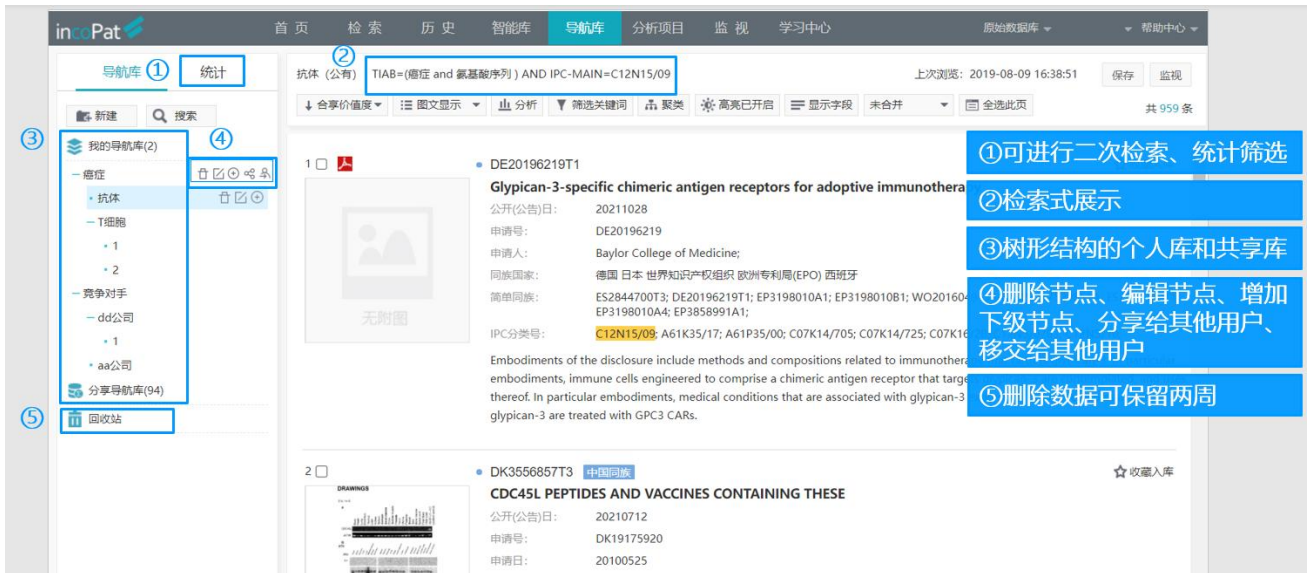 incoPat
首 页
检 索
历 史
智能库
导航库
分析项目
监 视
学习中心
原始数据库
帮助中心
导航库
①
统计
②
抗体（公有）
TIAB=(癌症 and 氨基酸序列 ) AND IPC-MAIN=C12N15/09
上次浏览：2019-08-09 16:38:51
保存
监视
新建
搜索
合享价值度
图文显示
分析
筛选关键词
聚类
高亮已开启
显示字段
未合并
全选此页
共 959 条
③
我的导航库(2)
④
癌症
抗体
T细胞
1
2
竞争对手
dd公司
1
aa公司
分享导航库(94)
⑤
回收站
1
DE20196219T1
Glypican-3-specific chimeric antigen receptors for adoptive immunothera
公开(公告)日： 20211028
申请号： DE20196219
申请人： Baylor College of Medicine;
同族国家： 德国 日本 世界知识产权组织 欧洲专利局(EPO) 西班牙
简单同族： ES2844700T3; DE20196219T1; EP3198010A1; EP3198010B1; WO201604
EP3198010A4; EP3858991A1;
无附图
IPC分类号： C12N15/09; A61K35/17; A61P35/00; C07K14/705; C07K14/725; C07K16
Embodiments of the disclosure include methods and compositions related to immunothera
embodiments, immune cells engineered to comprise a chimeric antigen receptor that targe
thereof. In particular embodiments, medical conditions that are associated with glypican-3
glypican-3 are treated with GPC3 CARs.
①可进行二次检索、统计筛选
②检索式展示
③树形结构的个人库和共享库
④删除节点、编辑节点、增加
下级节点、分享给其他用户、
移交给其他用户
⑤删除数据可保留两周
2
DK3556857T3
中国同族
收藏入库
DRAWINGS
CDC45L PEPTIDES AND VACCINES CONTAINING THESE
公开(公告)日： 20210712
申请号： DK19175920
申请日： 20100525